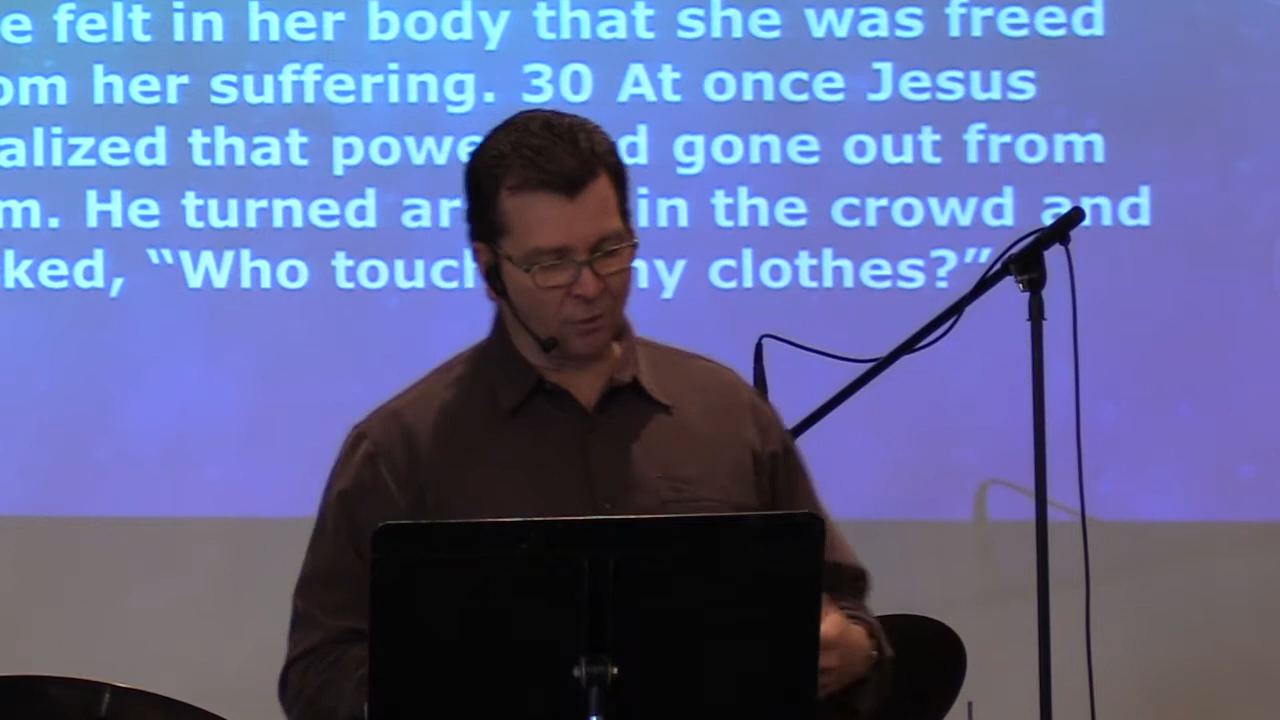 e felt in her body that she was freed
om her suffering. 30 At once Jesus
alized that powe d gone out from
m. He turned ar in the crowd and
ked, “Who touch my clothes?”